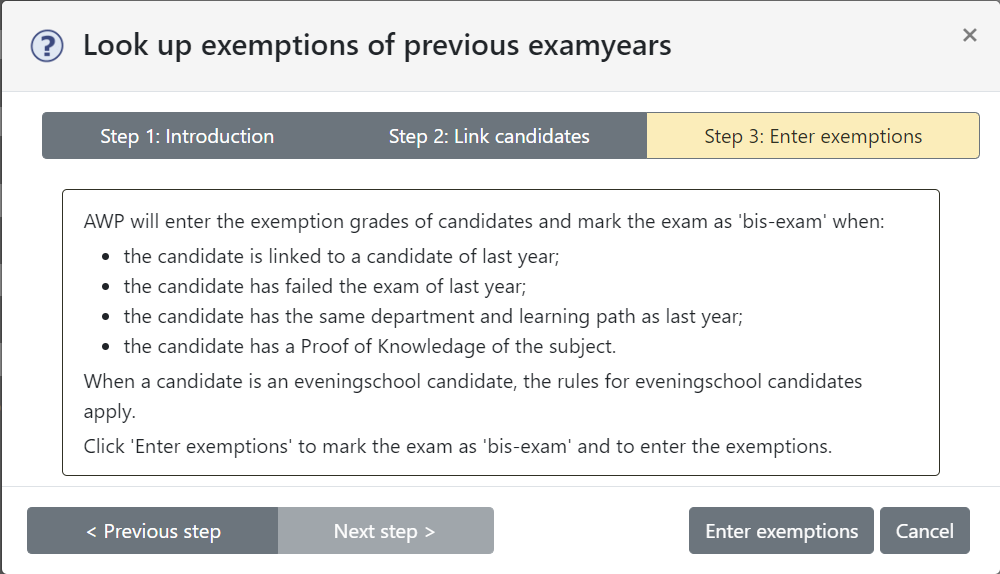 Look up exemptions of previous examyears
×
Step 1: Introduction
Step 2: Link candidates
Step 3: Enter exemptions
AWP will enter the exemption grades of candidates and mark the exam as 'bis-exam' when:
• the candidate is linked to a candidate of last year;
• the candidate has failed the exam of last year;
• the candidate has the same department and learning path as last year;
• the candidate has a Proof of Knowledage of the subject.
When a candidate is an eveningschool candidate, the rules for eveningschool candidates
apply.
Click 'Enter exemptions' to mark the exam as 'bis-exam' and to enter the exemptions.
< Previous step
Next step >
Enter exemptions
Cancel